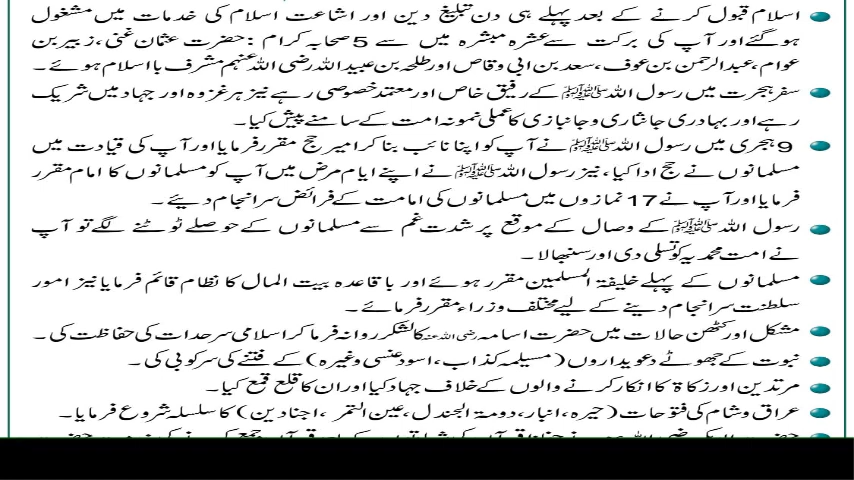 اسلام قبول کرنے کے بعد پہلے ہی دن تبلیغ دین اور اشاعت اسلام کی خدمات میں مشغول
ہو گئے اور آپ کی برکت سے عشرہ مبشرہ میں سے 5 صحابہ کرام : حضرت عثمان غنی، زبیر بن
عوام، عبدالرحمن بن عوف، سعد بن ابی وقاص اور طلحہ بن عبید اللہ رضی اللہ عنہم مشرف با اسلام ہوئے۔
سفر ہجرت میں رسول اللہ ﷺ کے رفیق خاص اور معتمد خصوصی رہے نیز ہر غزوہ اور جہاد میں شریک
رہے اور بہادری جانثاری و جانبازی کا عملی نمونہ امت کے سامنے پیش کیا۔
9 ہجری میں رسول اللہ ﷺ نے آپ کو اپنا نائب بنا کر امیر حج مقرر فرمایا اور آپ کی قیادت میں
مسلمانوں نے حج ادا کیا، نیز رسول اللہ ﷺ نے اپنے ایام مرض میں آپ کو مسلمانوں کا امام مقرر
فرمایا اور آپ نے 17 نمازوں میں مسلمانوں کی امامت کے فرائض سرانجام دیئے۔
رسول اللہ ﷺ کے وصال کے موقع پر شدت غم سے مسلمانوں کے حوصلے ٹوٹنے لگے تو آپ
نے امت محمدیہ کو تسلی دی اور سنبھالا۔
مسلمانوں کے پہلے خلیفۃ المسلمین مقرر ہوئے اور باقاعدہ بیت المال کا نظام قائم فرمایا نیز امور
سلطنت سرانجام دینے کے لیے مختلف وزراء مقرر فرمائے۔
مشکل اور کٹھن حالات میں حضرت اسامہ رضی اللہ عنہ کا لشکر روانہ فرما کر اسلامی سرحدات کی حفاظت کی۔
نبوت کے جھوٹے دعویداروں (مسیلمہ کذاب، اسود عنسی وغیرہ) کے فتنے کی سرکوبی کی۔
مرتدین اور زکاۃ کا انکار کرنے والوں کے خلاف جہاد کیا اور ان کا قلع قمع کیا۔
عراق و شام کی فتوحات (حیرہ، انبار، دومۃ الجندل، عین التمر، اجنادین) کا سلسلہ شروع فرمایا۔